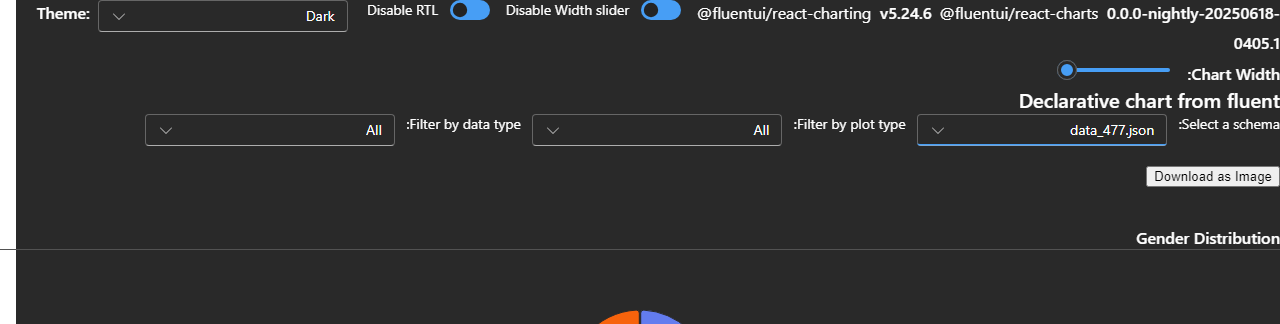 Theme: Dark Disable RTL Disable Width slider @fluentui/react-charting v5.24.6 @fluentui/react-charts 0.0.0-nightly-20250618-
0405.1
:Chart Width
Declarative chart from fluent
:Select a schema data_477.json :Filter by plot type All :Filter by data type All
Download as Image
Gender Distribution